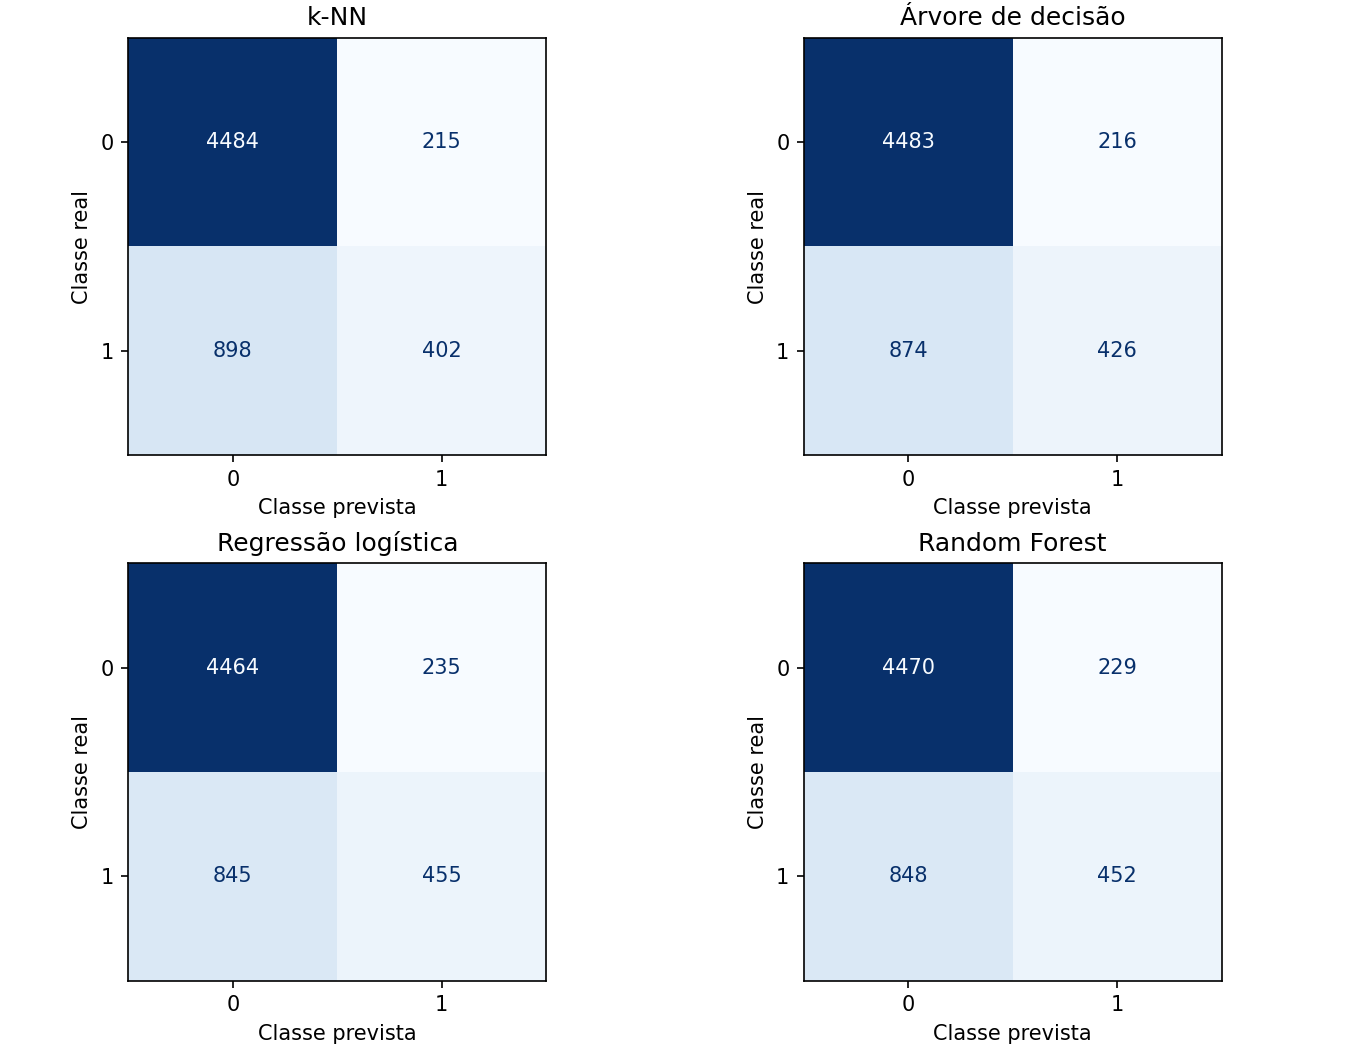 k-NN
Árvore de decisão
0
4484
215
0
4483
216
Classe real
Classe real
1
898
402
1
874
426
0
1
0
1
Classe prevista
Classe prevista
Regressão logística
Random Forest
0
4464
235
0
4470
229
Classe real
Classe real
1
845
455
1
848
452
0
1
0
1
Classe prevista
Classe prevista